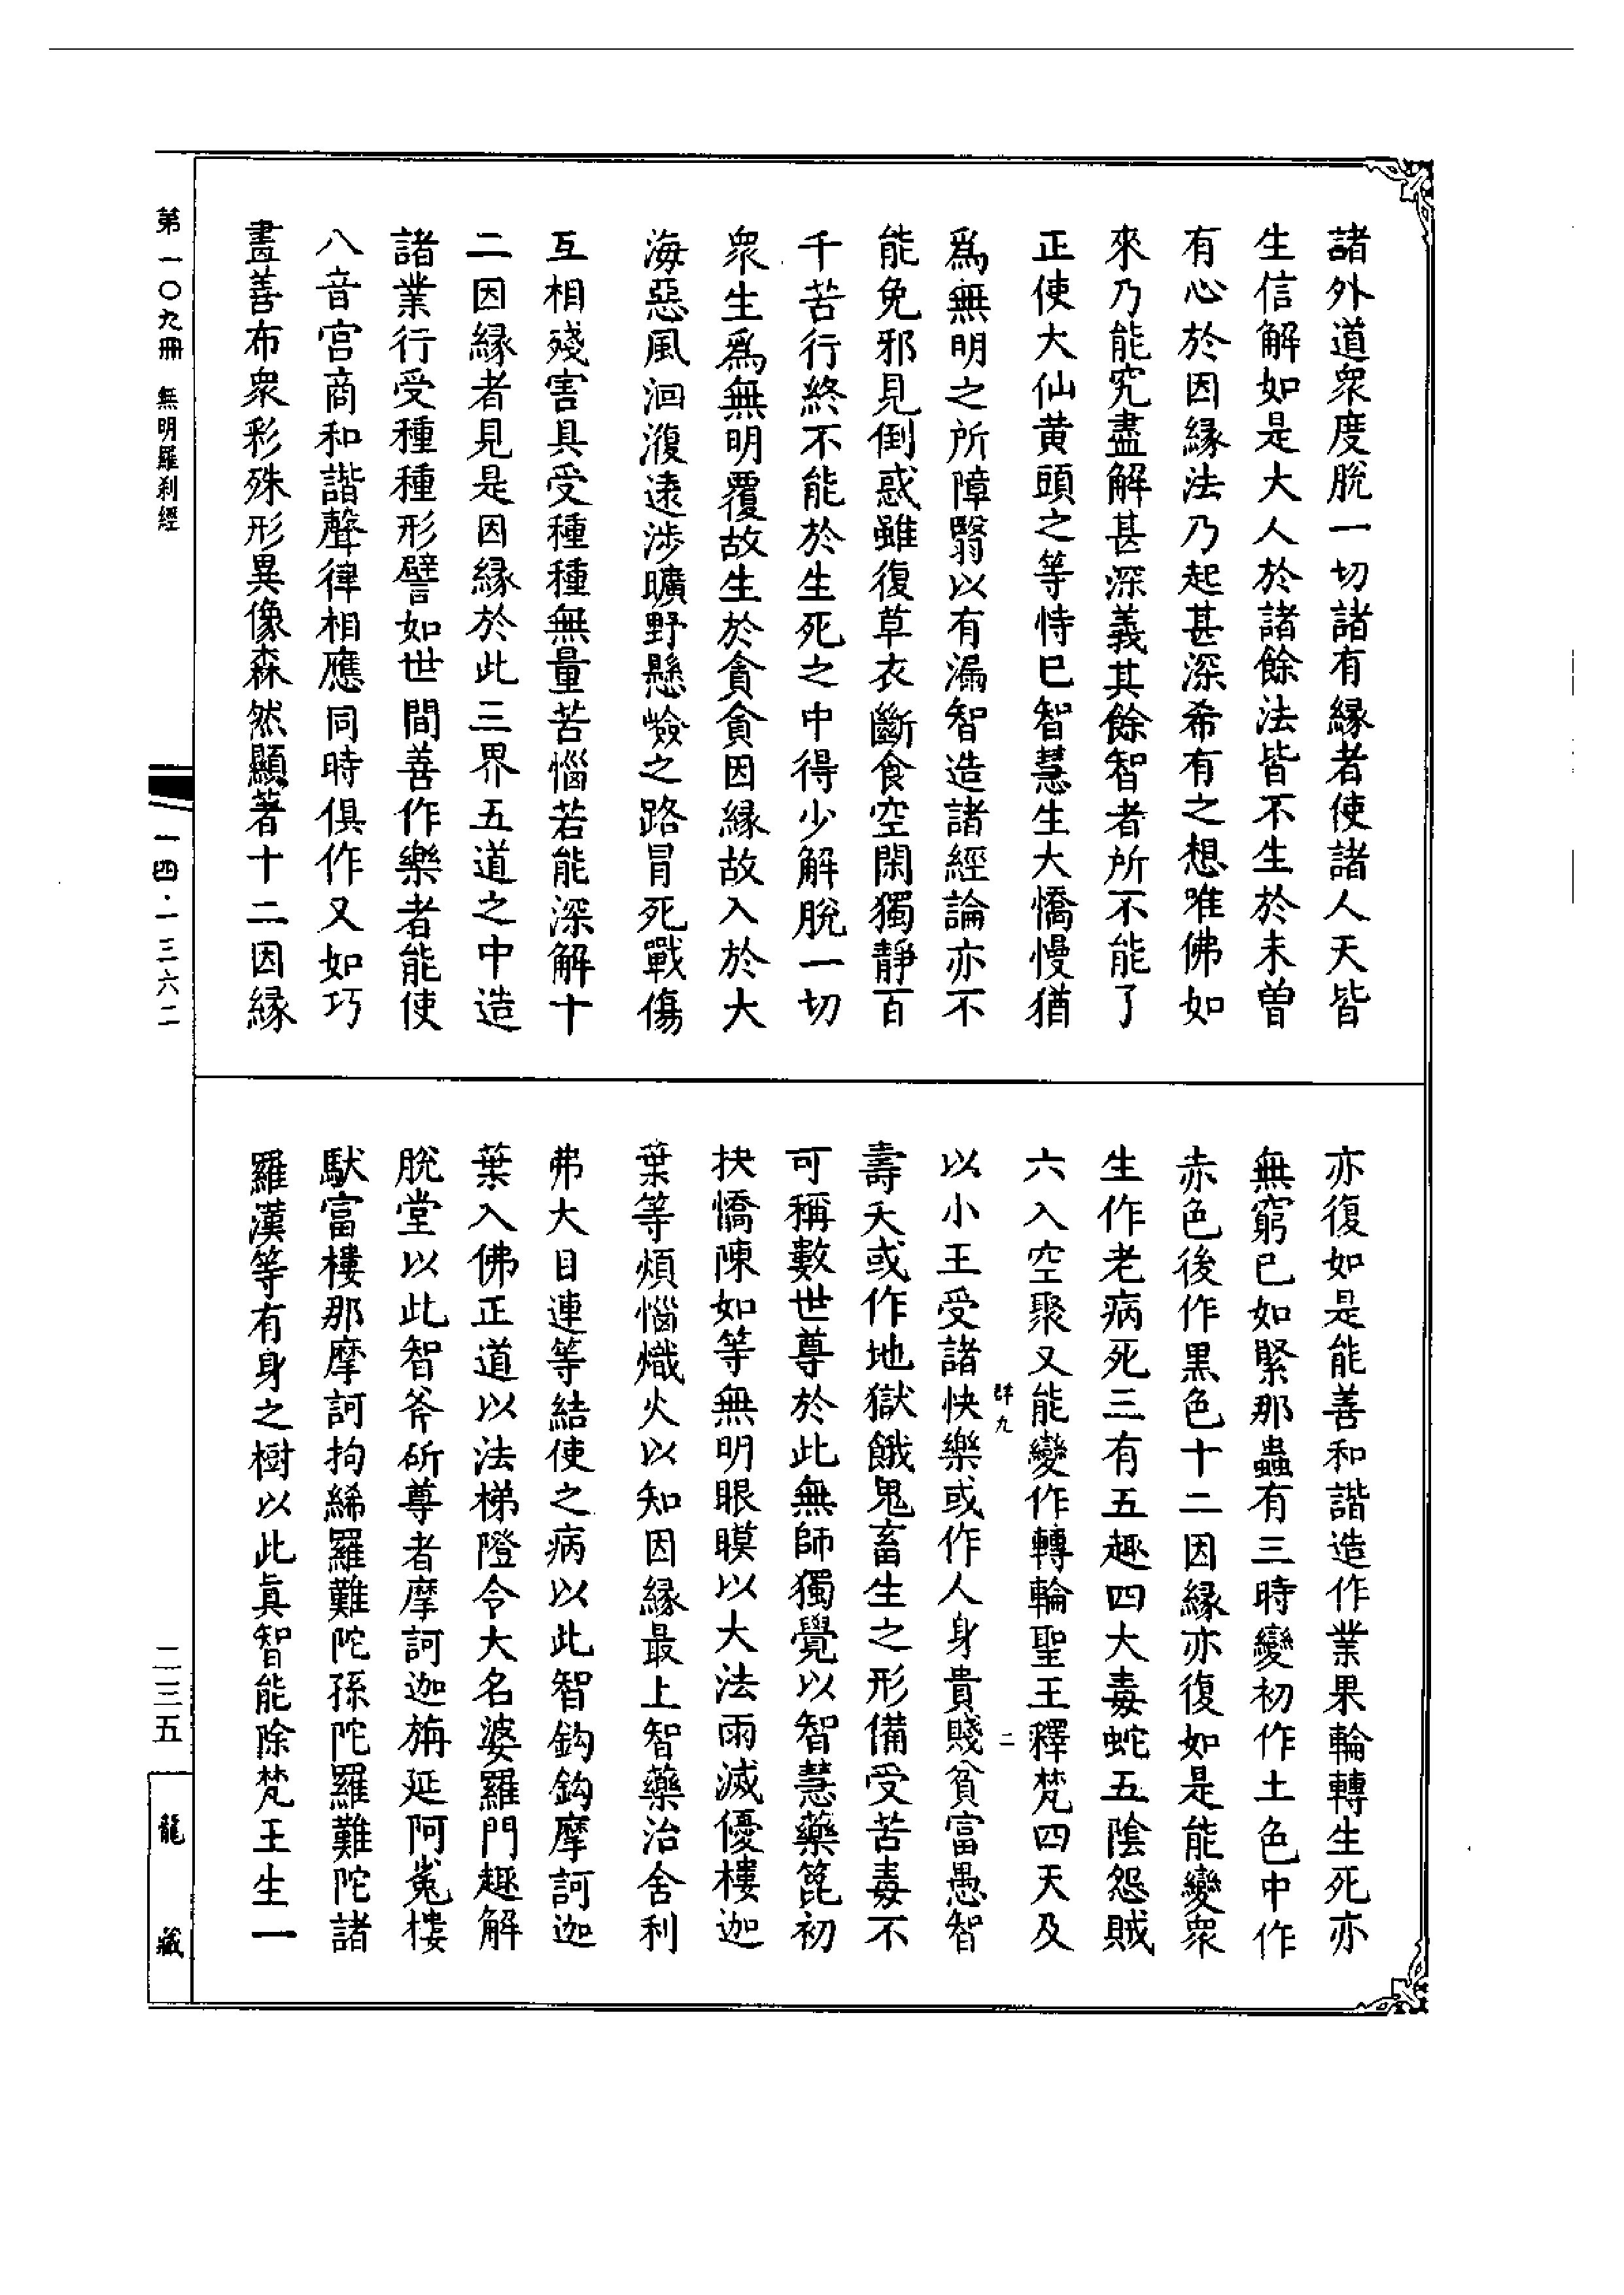 諸外道衆度脫一切諸有緣者使諸人天皆
生信解如是大人於諸餘法皆不生於未曽
有心於因緣法乃起甚深希有之想唯佛如
來乃能究盡解甚深義其餘智者所不能了
正使大仙黃頭之等恃已智慧生大憍慢猶
爲無明之所障翳以有漏智造諸經論亦不
能免邪見倒惑雖復草衣斷食空閑獨靜百
千苦行終不能於生死之中得少解脫一切
衆生爲無明覆故生於貪貪因緣故入於大
海惡風洄澓遠涉曠野懸嶮之路冒死戰傷
互相殘害具受種種無量苦惱若能深解十
二因緣者見是因緣於此三界五道之中造
諸業行受種種形譬如世間善作樂者能使
八音宮商和諧聲律相應同時俱作又如巧
畫善布衆彩殊形異像森然顯著十二因緣
亦復如是能善和諧造作業果輪轉生死亦
無窮已如緊那蟲有三時變初作土色中作
赤色後作黑色十二因緣亦復如是能變衆
生作老病死三有五趣四大毒蛇五陰怨賊
六入空聚又能變作轉輪聖王釋梵四天及
群九
二
以小王受諸快樂或作人身貴賤貧富愚智
壽夭或作地獄餓鬼畜生之形備受苦毒不
可稱數世尊於此無師獨覺以智慧藥篦初
抉憍陳如等無明眼瞙以大法雨滅優樓迦
葉等煩惱熾火以知因緣最上智藥治舍利
弗大目連等結使之病以此智鈎鈎摩訶迦
葉入佛正道以法梯隥令大名婆羅門趣解
脫堂以此智斧斫尊者摩訶迦旃延阿㝹樓
馱富樓那摩訶拘絺羅難陀孫陀羅難陀諸
羅漢等有身之樹以此眞智能除梵王生一
第一〇九冊 無明羅刹經
一四·一三六二
二三五
龍藏